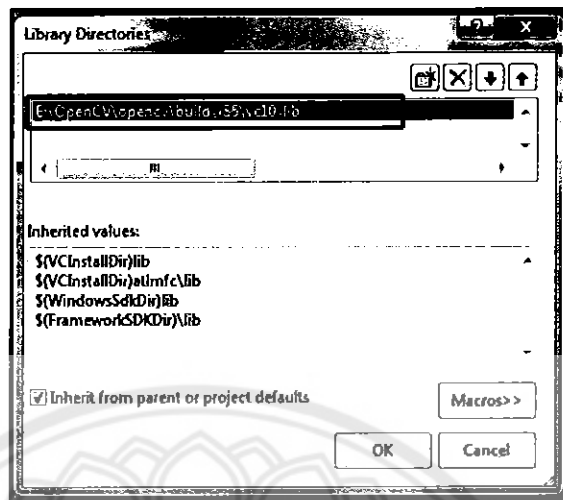 Library Directories
E:\OpenCV\opencv\build\x86\vc10\lib
Inherited values:
$(VCInstallDir)lib
$(VCInstallDir)atlmfc\lib
$(WindowsSdkDir)lib
$(FrameworkSDKDir)\lib
Inherit from parent or project defaults
Macros>>
OK
Cancel